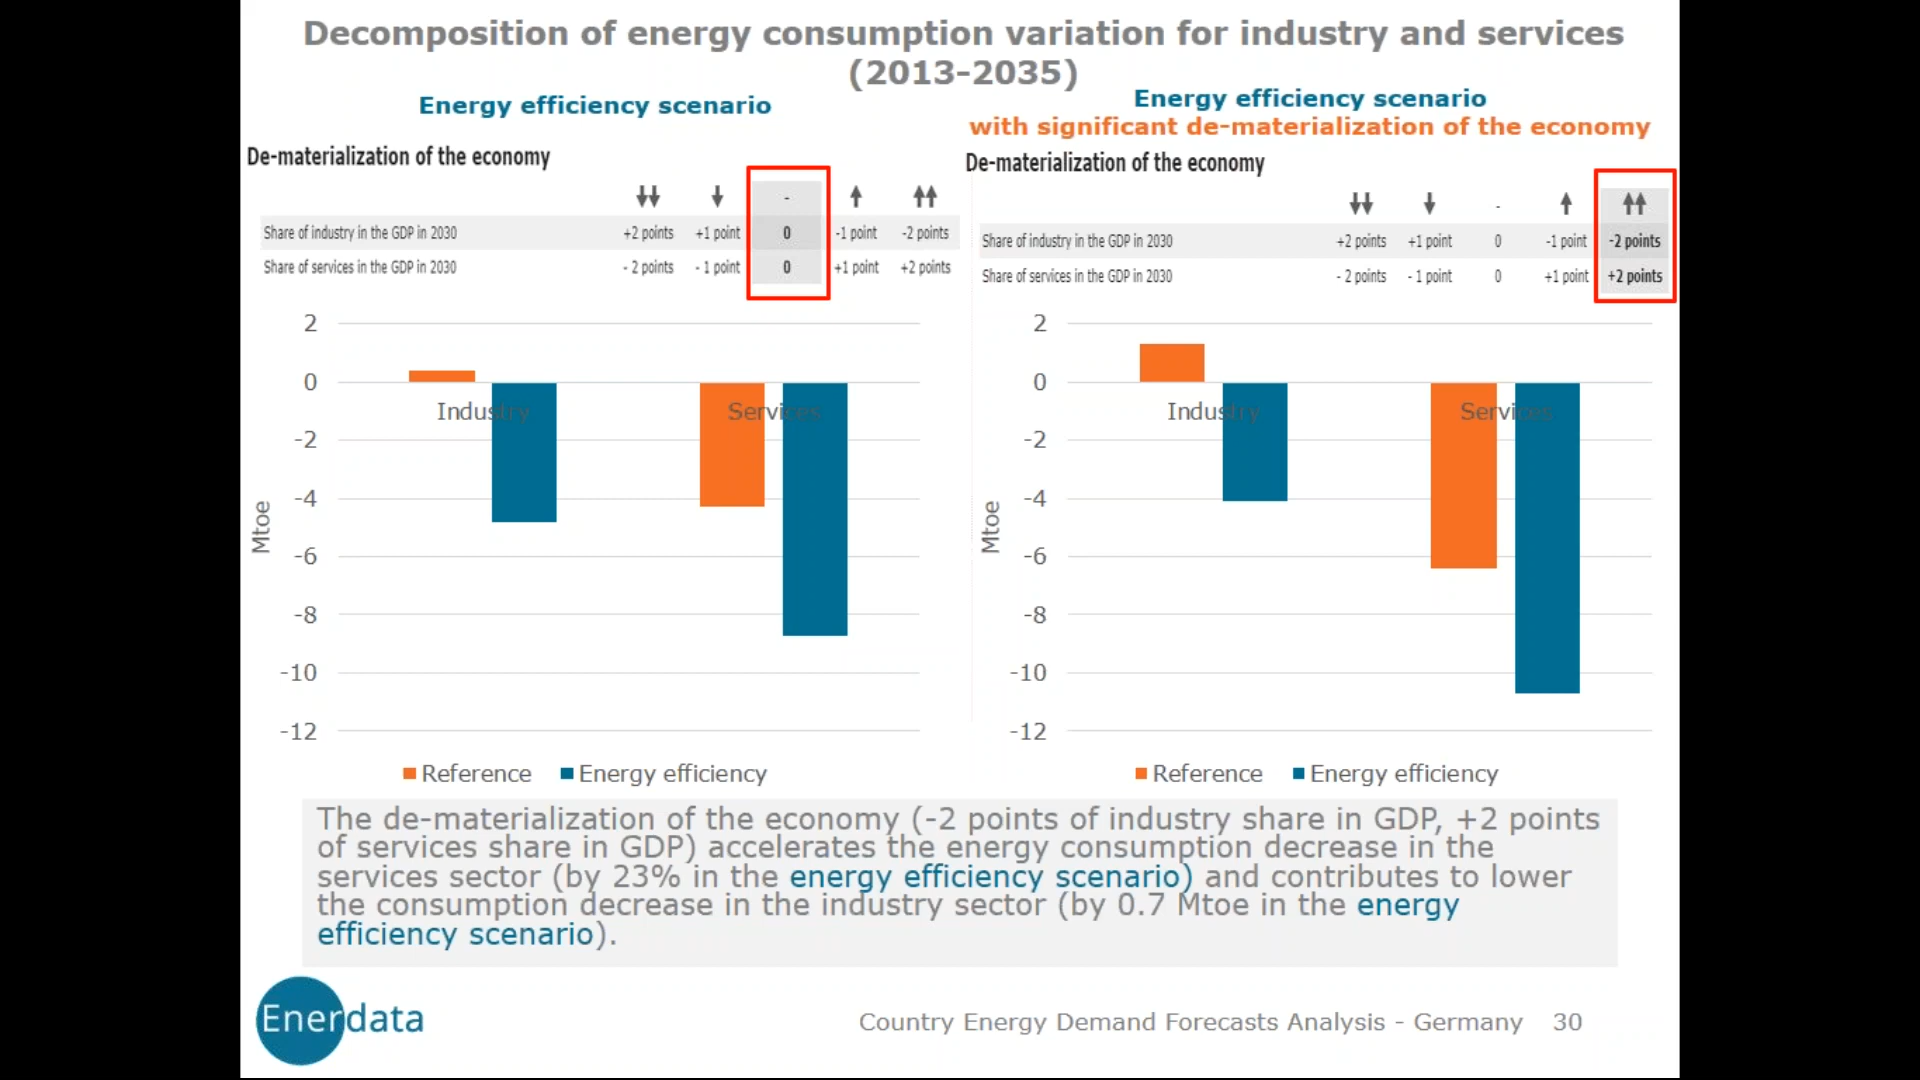 Decomposition of energy consumption variation for industry and services
(2013-2035)
Energy efficiency scenario
De-materialization of the economy
-
Share of industry in the GDP in 2030 +2 points +1 point 0 -1 point -2 points
Share of services in the GDP in 2030 - 2 points - 1 point 0 +1 point +2 points
2
0
-2
-4
-6
-8
-10
-12
Mtoe
Industry
Services
Reference Energy efficiency
Energy efficiency scenario
with significant de-materialization of the economy
De-materialization of the economy
-
Share of industry in the GDP in 2030 +2 points +1 point 0 -1 point -2 points
Share of services in the GDP in 2030 - 2 points - 1 point 0 +1 point +2 points
2
0
-2
-4
-6
-8
-10
-12
Mtoe
Industry
Services
Reference Energy efficiency
The de-materialization of the economy (-2 points of industry share in GDP, +2 points
of services share in GDP) accelerates the energy consumption decrease in the
services sector (by 23% in the energy efficiency scenario) and contributes to lower
the consumption decrease in the industry sector (by 0.7 Mtoe in the energy
efficiency scenario).
Enerdata
Country Energy Demand Forecasts Analysis - Germany 30